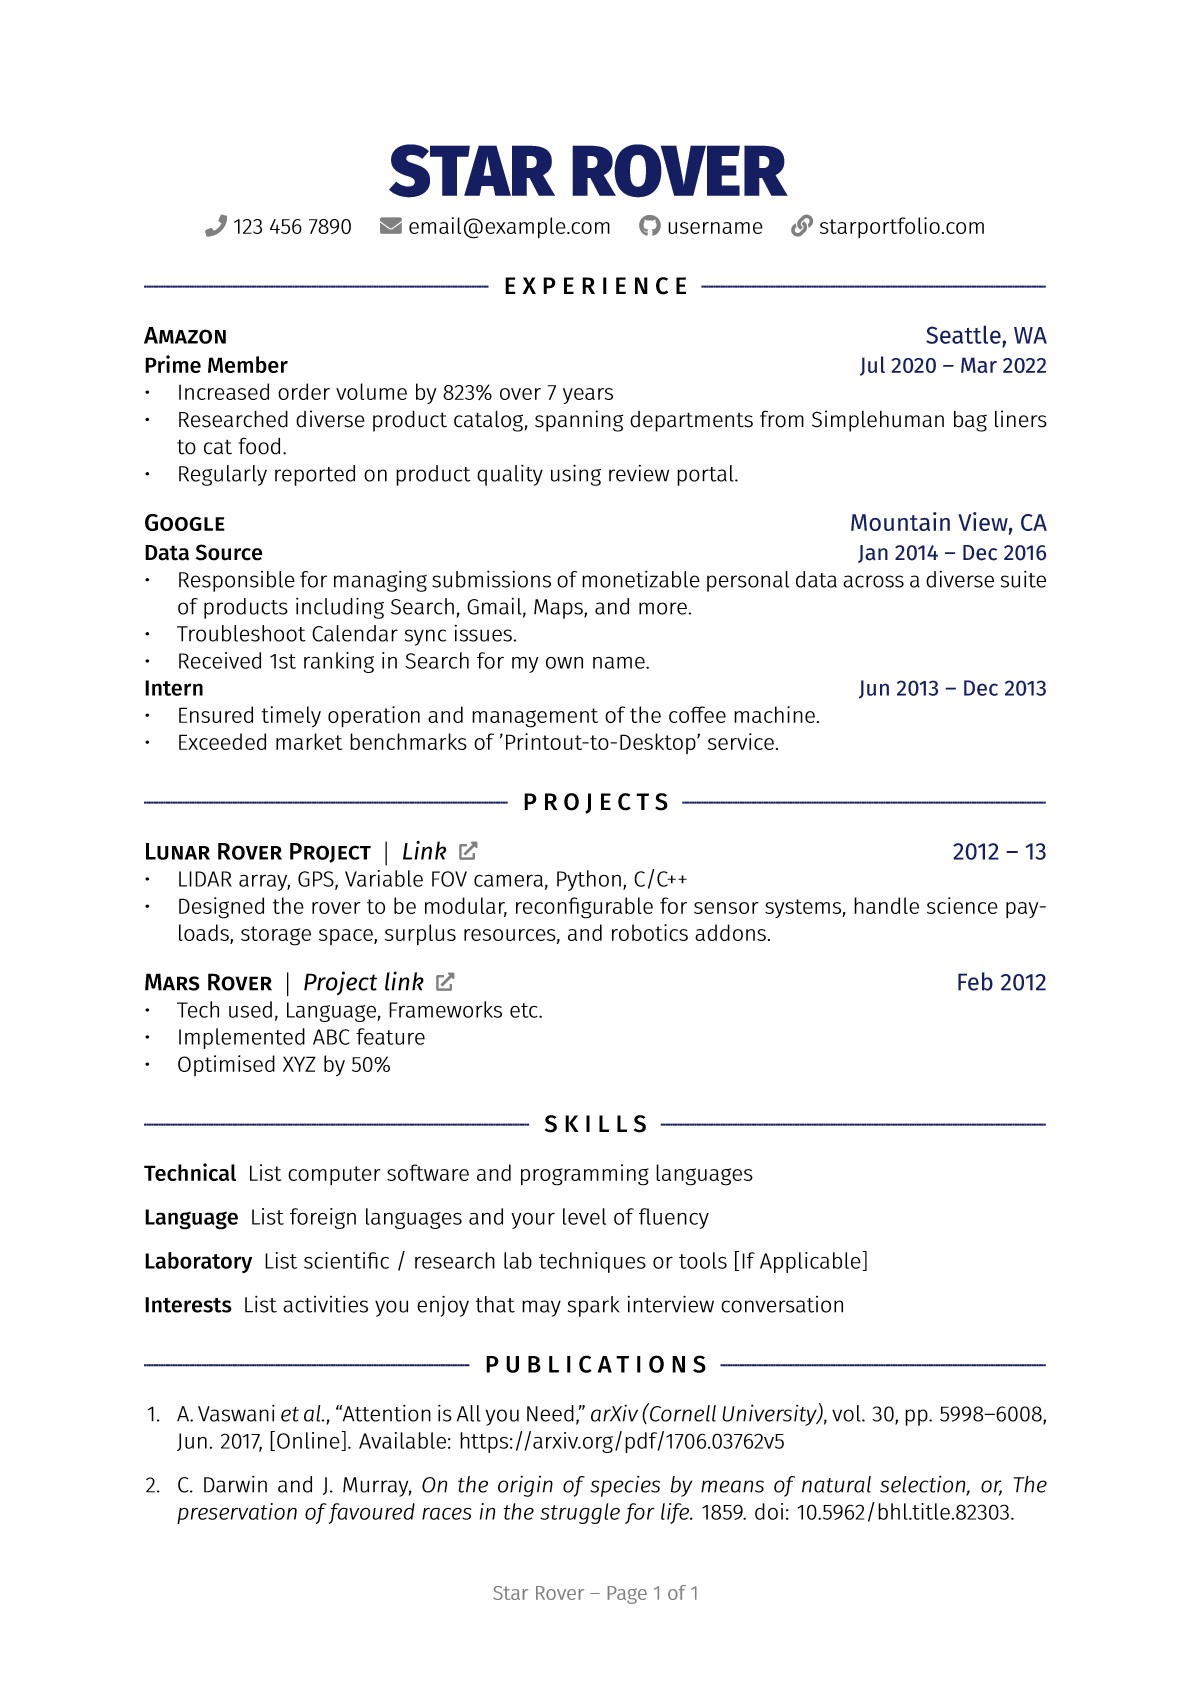 STAR ROVER
123 456 7890 email@example.com username starportfolio.com
EXPERIENCE
AMAZON Seattle, WA
Prime Member Jul 2020 – Mar 2022
• Increased order volume by 823% over 7 years
• Researched diverse product catalog, spanning departments from Simplehuman bag liners
to cat food.
• Regularly reported on product quality using review portal.
GOOGLE Mountain View, CA
Data Source Jan 2014 – Dec 2016
• Responsible for managing submissions of monetizable personal data across a diverse suite
of products including Search, Gmail, Maps, and more.
• Troubleshoot Calendar sync issues.
• Received 1st ranking in Search for my own name.
Intern Jun 2013 – Dec 2013
• Ensured timely operation and management of the coffee machine.
• Exceeded market benchmarks of ’Printout-to-Desktop’ service.
PROJECTS
LUNAR ROVER PROJECT | Link 2012 – 13
• LIDAR array, GPS, Variable FOV camera, Python, C/C++
• Designed the rover to be modular, reconfigurable for sensor systems, handle science pay-
loads, storage space, surplus resources, and robotics addons.
MARS ROVER | Project link Feb 2012
• Tech used, Language, Frameworks etc.
• Implemented ABC feature
• Optimised XYZ by 50%
SKILLS
Technical List computer software and programming languages
Language List foreign languages and your level of fluency
Laboratory List scientific / research lab techniques or tools [If Applicable]
Interests List activities you enjoy that may spark interview conversation
PUBLICATIONS
1. A. Vaswani et al., “Attention is All you Need,” arXiv (Cornell University), vol. 30, pp. 5998–6008,
Jun. 2017, [Online]. Available: https://arxiv.org/pdf/1706.03762v5
2. C. Darwin and J. Murray, On the origin of species by means of natural selection, or, The
preservation of favoured races in the struggle for life. 1859. doi: 10.5962/bhl.title.82303.
Star Rover – Page 1 of 1